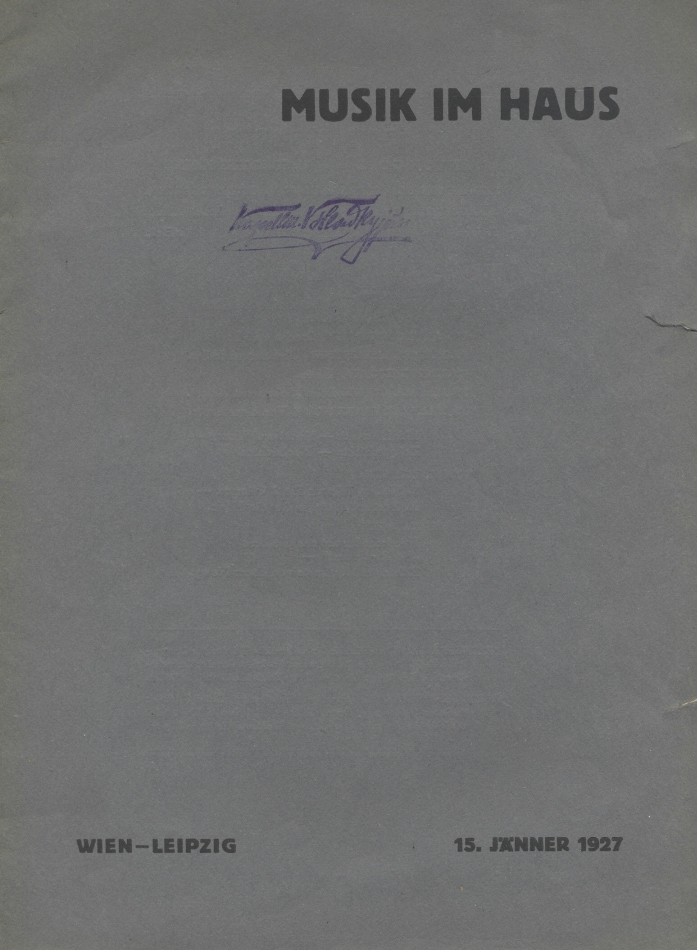 MUSIK IM HAUS
WIEN—LEIPZIG
15. JÄNNER 1927